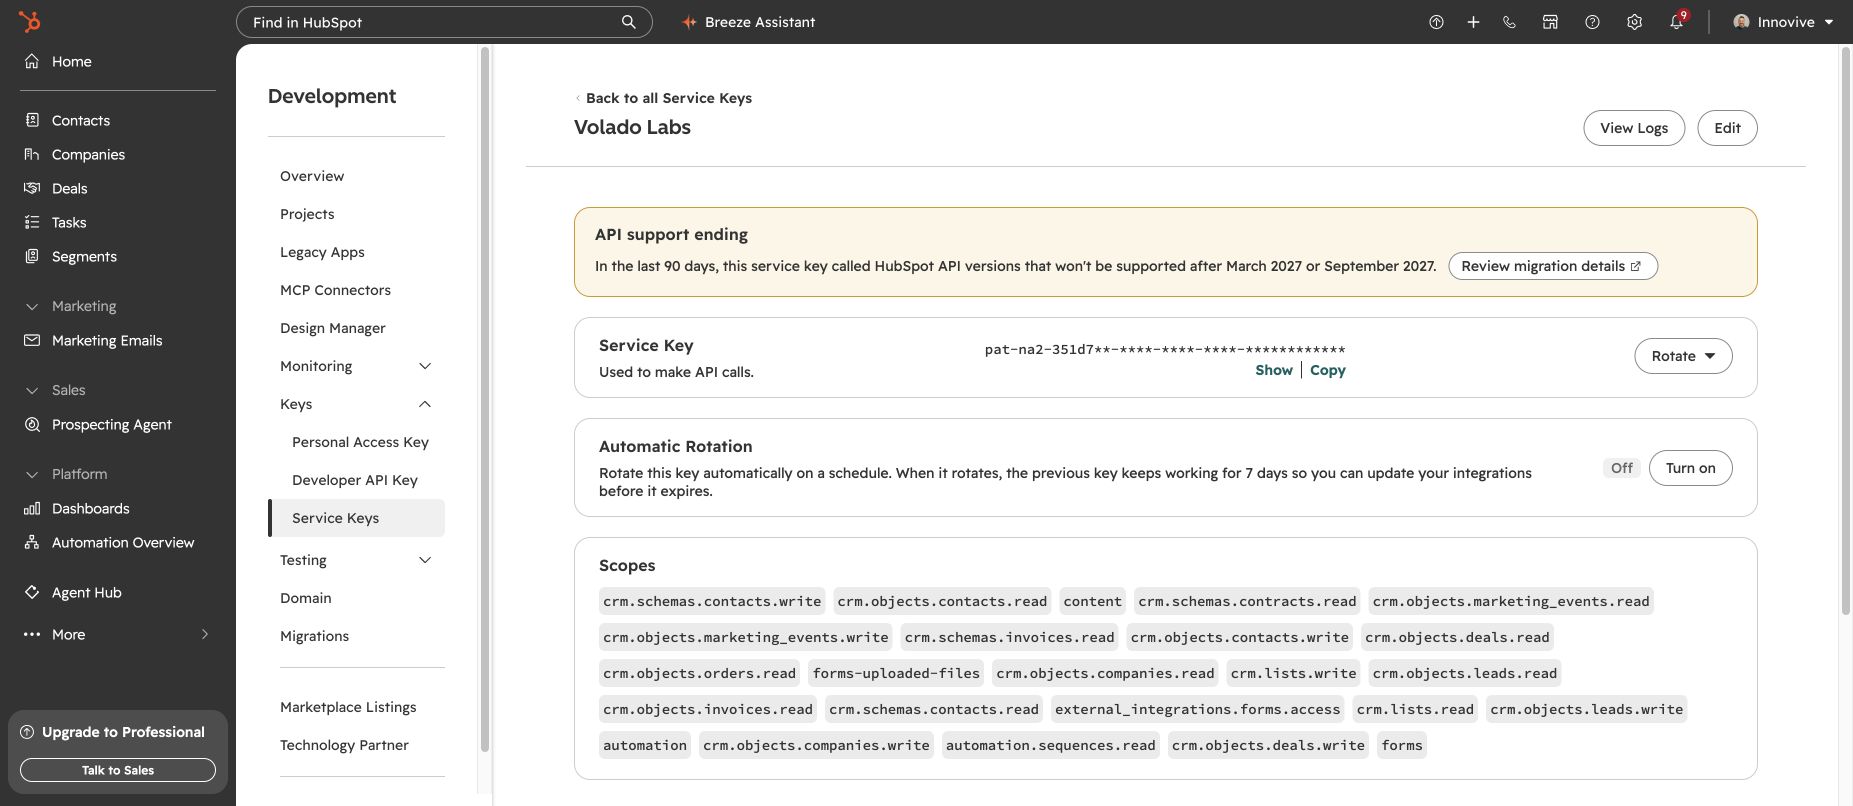 Find in HubSpot
Breeze Assistant
9
Innovive
Home
Contacts
Companies
Deals
Tasks
Segments
Marketing
Marketing Emails
Sales
Prospecting Agent
Platform
Dashboards
Automation Overview
Agent Hub
More
Upgrade to Professional
Talk to Sales
Development
Overview
Projects
Legacy Apps
MCP Connectors
Design Manager
Monitoring
Keys
Personal Access Key
Developer API Key
Service Keys
Testing
Domain
Migrations
Marketplace Listings
Technology Partner
Back to all Service Keys
Volado Labs
View Logs
Edit
API support ending
In the last 90 days, this service key called HubSpot API versions that won't be supported after March 2027 or September 2027. Review migration details
Service Key
Used to make API calls.
pat-na2-351d7**-****-****-****-************
Show | Copy
Rotate
Automatic Rotation
Rotate this key automatically on a schedule. When it rotates, the previous key keeps working for 7 days so you can update your integrations
before it expires.
Off Turn on
Scopes
crm.schemas.contacts.write crm.objects.contacts.read content crm.schemas.contracts.read crm.objects.marketing_events.read
crm.objects.marketing_events.write crm.schemas.invoices.read crm.objects.contacts.write crm.objects.deals.read
crm.objects.orders.read forms-uploaded-files crm.objects.companies.read crm.lists.write crm.objects.leads.read
crm.objects.invoices.read crm.schemas.contacts.read external_integrations.forms.access crm.lists.read crm.objects.leads.write
automation crm.objects.companies.write automation.sequences.read crm.objects.deals.write forms